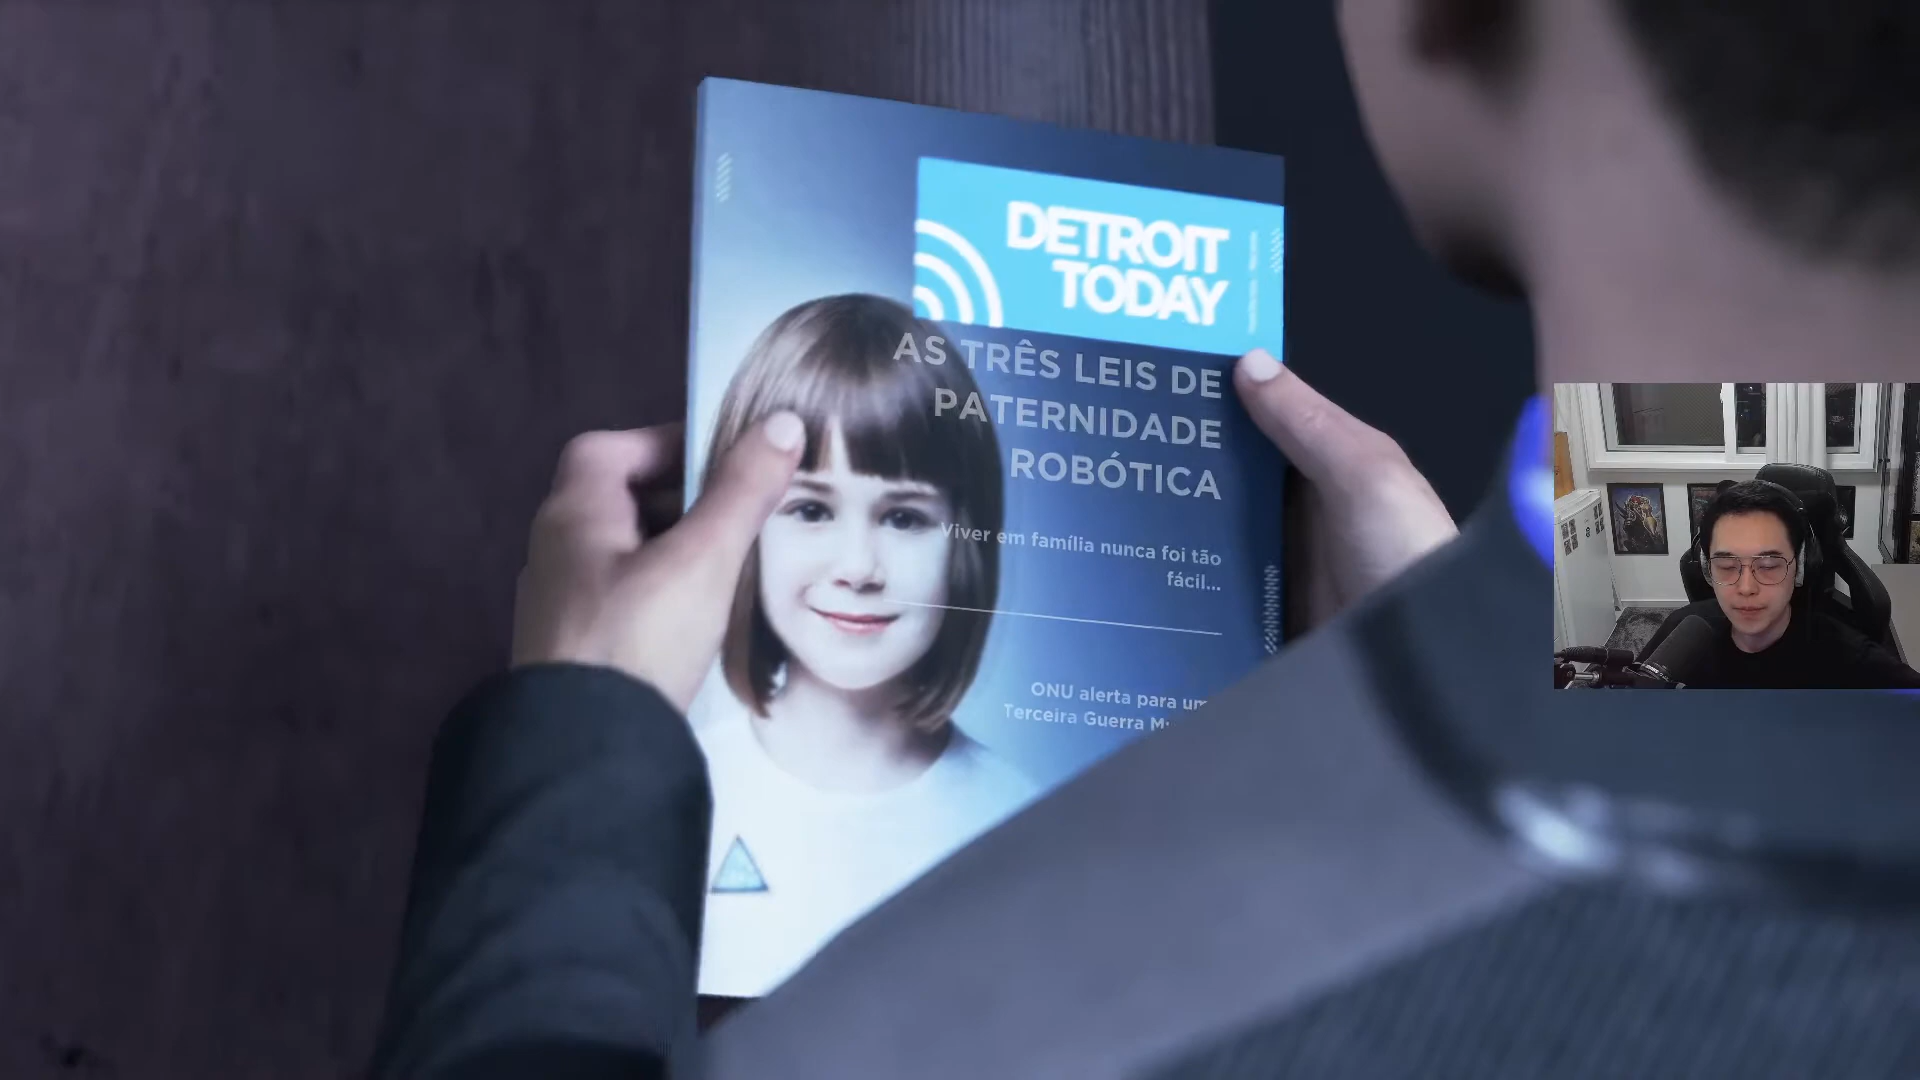 DETROIT
TODAY
AS TRÊS LEIS DE
PATERNIDADE
ROBÓTICA
Viver em família nunca foi tão
fácil...
ONU alerta para
Terceira Guerra